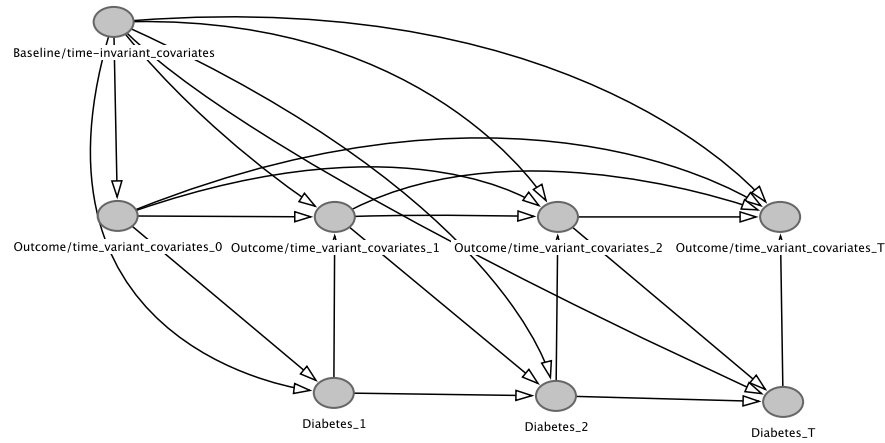 Baseline/time-invariant_covariates
Outcome/time_variant_covariates_0
Outcome/time_variant_covariates_1
Outcome/time_variant_covariates_2
Outcome/time_variant_covariates_T
Diabetes_1
Diabetes_2
Diabetes_T